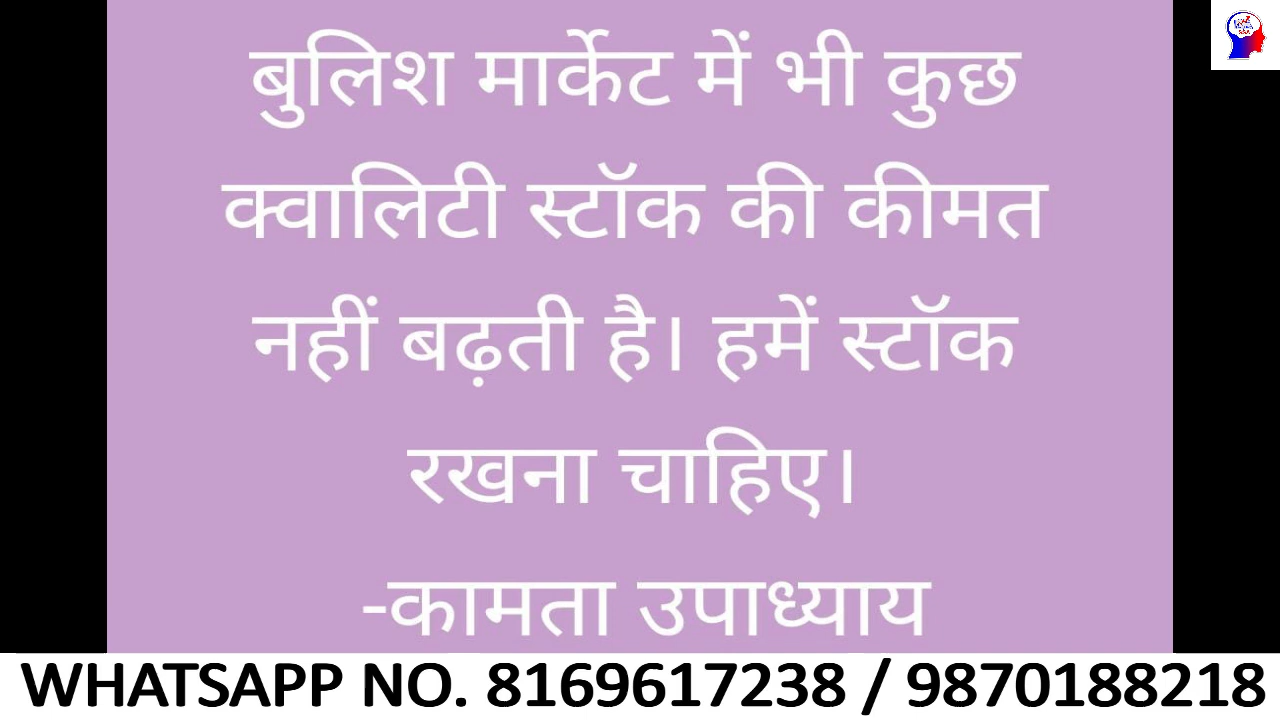 बुलिश मार्केट में भी कुछ
क्वालिटी स्टॉक की कीमत
नहीं बढ़ती है। हमें स्टॉक
रखना चाहिए।
-कामता उपाध्याय
WHATSAPP NO. 8169617238 / 9870188218